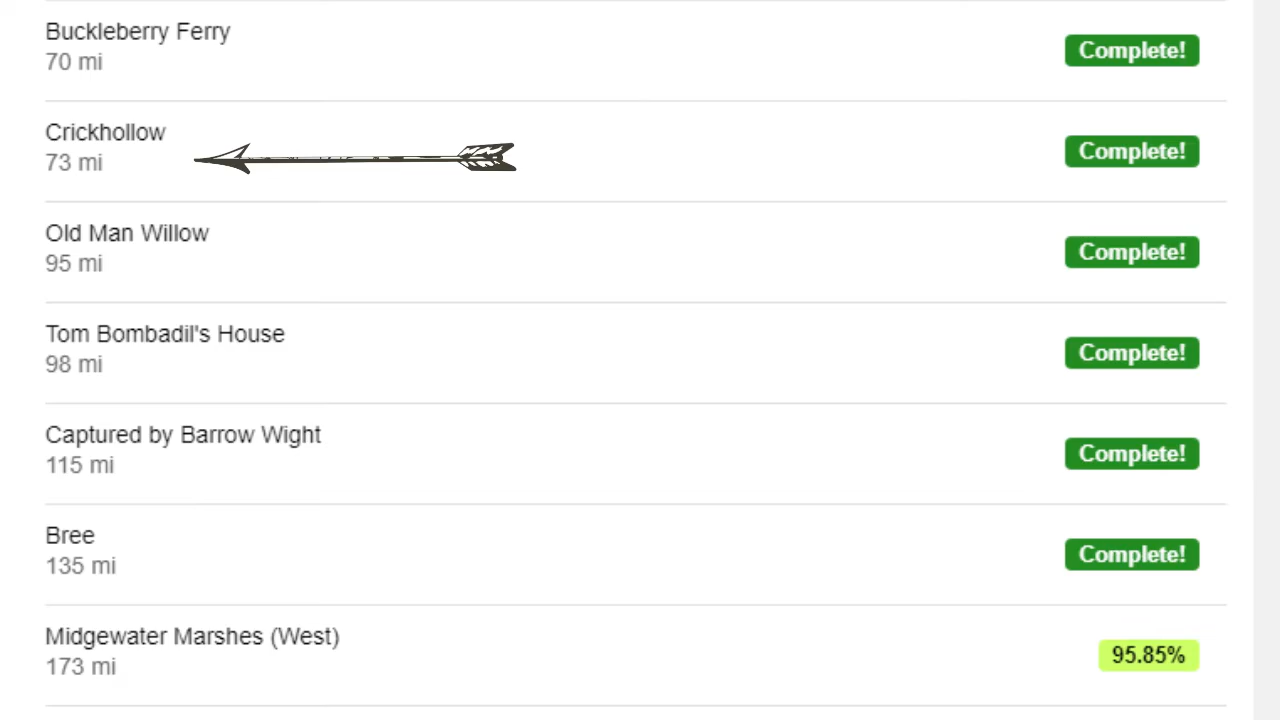 Buckleberry Ferry
70 mi
Complete!
Crickhollow
73 mi
Complete!
Old Man Willow
95 mi
Complete!
Tom Bombadil's House
98 mi
Complete!
Captured by Barrow Wight
115 mi
Complete!
Bree
135 mi
Complete!
Midgewater Marshes (West)
173 mi
95.85%